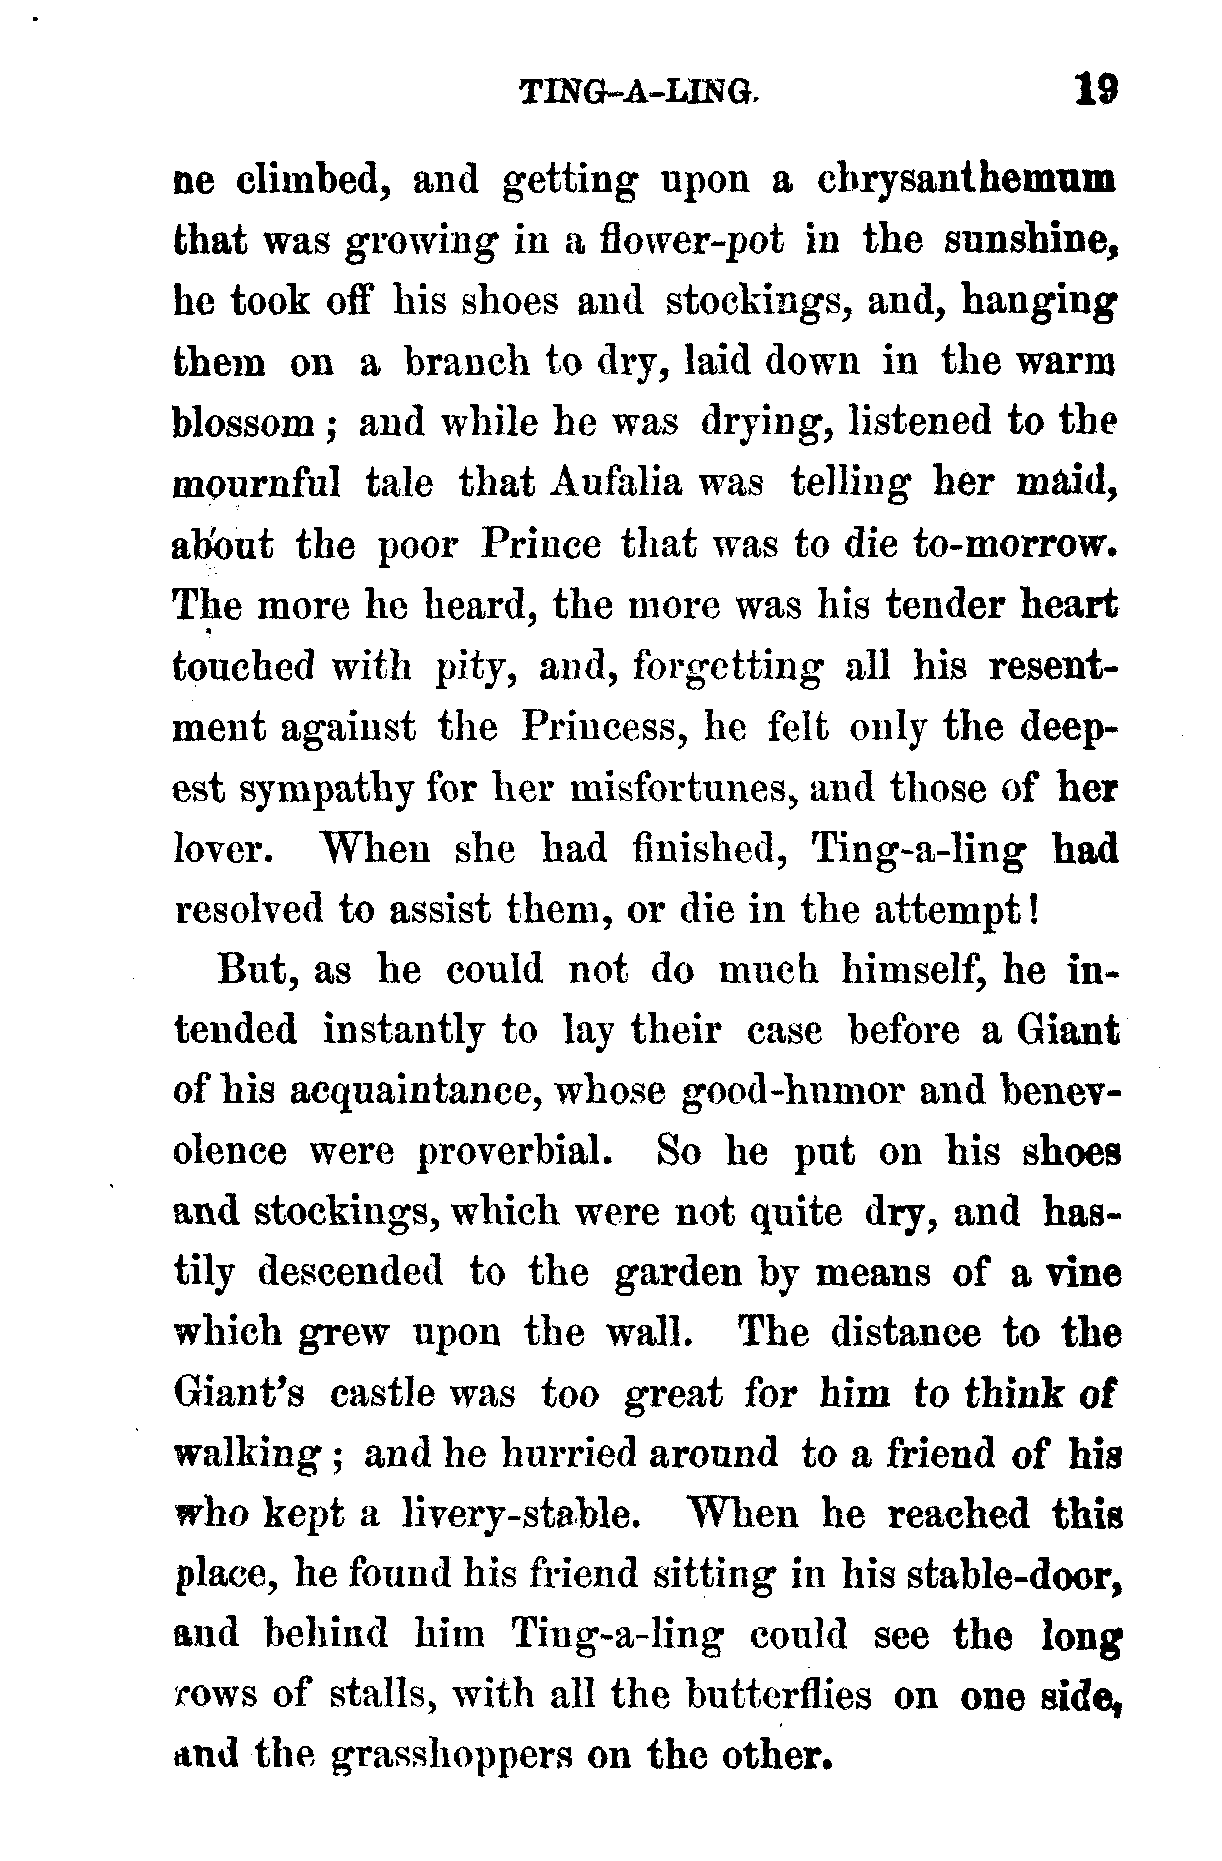 TING-A-LING. 19
he climbed, and getting upon a chrysanthemum
that was growing in a flower-pot in the sunshine,
he took off his shoes and stockings, and, hanging
them on a branch to dry, laid down in the warm
blossom ; and while he was drying, listened to the
mournful tale that Aufalia was telling her maid,
about the poor Prince that was to die to-morrow.
The more he heard, the more was his tender heart
touched with pity, and, forgetting all his resent-
ment against the Princess, he felt only the deep-
est sympathy for her misfortunes, and those of her
lover. When she had finished, Ting-a-ling had
resolved to assist them, or die in the attempt!
But, as he could not do much himself, he in-
tended instantly to lay their case before a Giant
of his acquaintance, whose good-humor and benev-
olence were proverbial. So he put on his shoes
and stockings, which were not quite dry, and has-
tily descended to the garden by means of a vine
which grew upon the wall. The distance to the
Giant's castle was too great for him to think of
walking ; and he hurried around to a friend of his
who kept a livery-stable. When he reached this
place, he found his friend sitting in his stable-door,
and behind him Ting-a-ling could see the long
rows of stalls, with all the butterflies on one side,
and the grasshoppers on the other.